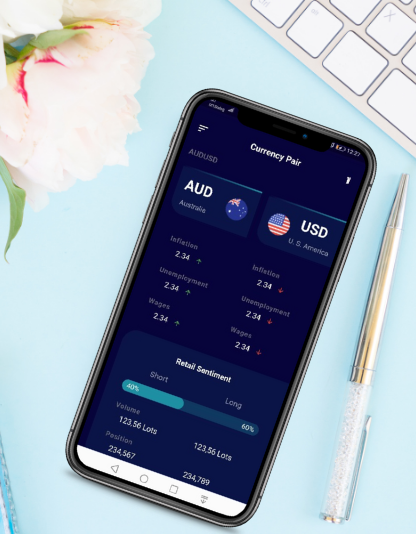 12:27
Currency Pair
AUDUSD
AUD
Australia
USD
U. S. America
Inflation
2.34
Unemployment
2.34
Wages
2.34
Inflation
2.34
Unemployment
2.34
Wages
2.34
Retail Sentiment
Short
Long
40%
60%
Volume
123,56 Lots
123,56 Lots
Position
234,567
234,789